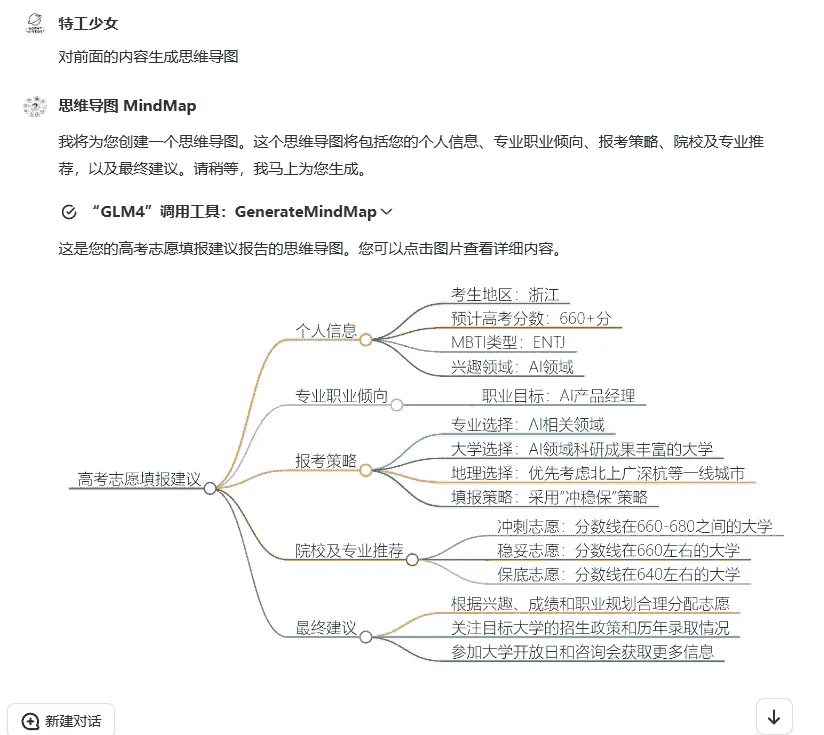 特工少女
对前面的内容生成思维导图
思维导图 MindMap
我将为您创建一个思维导图。这个思维导图将包括您的个人信息、专业职业倾向、报考策略、院校及专业推
荐，以及最终建议。请稍等，我马上为您生成。
“GLM4”调用工具：GenerateMindMap
这是您的高考志愿填报建议报告的思维导图。您可以点击图片查看详细内容。
高考志愿填报建议
个人信息
考生地区：浙江
预计高考分数：660+分
MBTI类型：ENTJ
兴趣领域：AI领域
专业职业倾向
职业目标：AI产品经理
报考策略
专业选择：AI相关领域
大学选择：AI领域科研成果丰富的大学
地理选择：优先考虑北上广深杭等一线城市
填报策略：采用”冲稳保”策略
院校及专业推荐
冲刺志愿：分数线在660-680之间的大学
稳妥志愿：分数线在660左右的大学
保底志愿：分数线在640左右的大学
最终建议
根据兴趣、成绩和职业规划合理分配志愿
关注目标大学的招生政策和历年录取情况
参加大学开放日和咨询会获取更多信息
新建对话